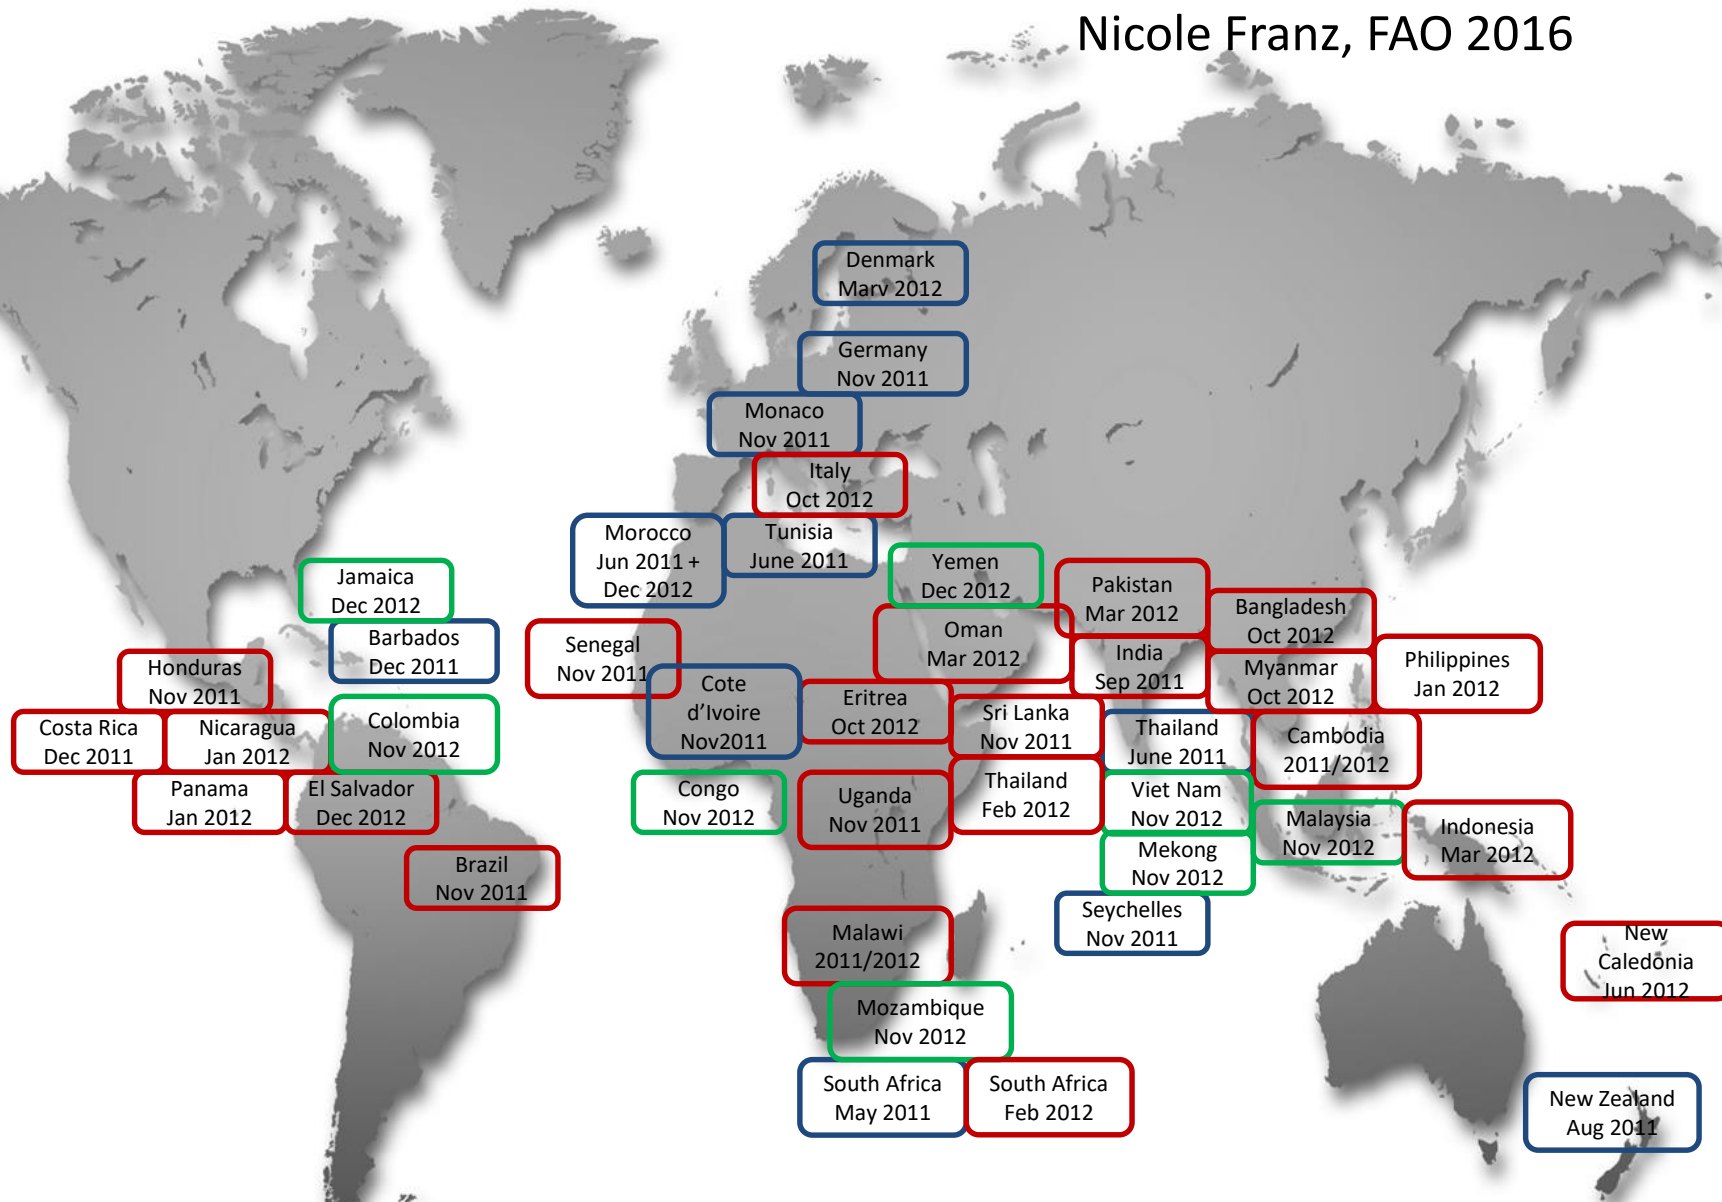 Nicole Franz, FAO 2016
Denmark
Marv 2012
Germany
Nov 2011
Monaco
Nov 2011
Italy
Oct 2012
Morocco
Jun 2011 +
Dec 2012
Tunisia
June 2011
Yemen
Dec 2012
Pakistan
Mar 2012
Bangladesh
Oct 2012
Jamaica
Dec 2012
Barbados
Dec 2011
Senegal
Nov 2011
Oman
Mar 2012
India
Sep 2011
Myanmar
Oct 2012
Philippines
Jan 2012
Honduras
Nov 2011
Cote
d’Ivoire
Nov2011
Eritrea
Oct 2012
Sri Lanka
Nov 2011
Thailand
June 2011
Cambodia
2011/2012
Costa Rica
Dec 2011
Nicaragua
Jan 2012
Colombia
Nov 2012
Panama
Jan 2012
El Salvador
Dec 2012
Congo
Nov 2012
Uganda
Nov 2011
Thailand
Feb 2012
Viet Nam
Nov 2012
Malaysia
Nov 2012
Indonesia
Mar 2012
Mekong
Nov 2012
Brazil
Nov 2011
Seychelles
Nov 2011
Malawi
2011/2012
New
Caledonia
Jun 2012
Mozambique
Nov 2012
South Africa
May 2011
South Africa
Feb 2012
New Zealand
Aug 2011